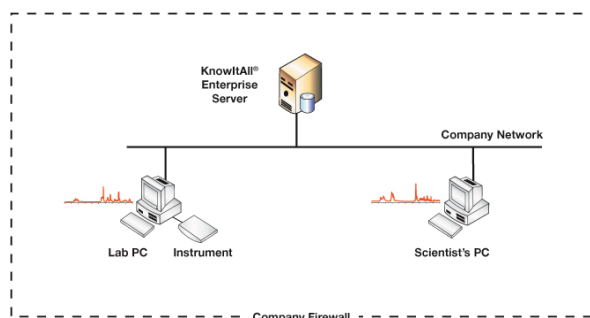 KnowItAll®
Enterprise
Server
Company Network
Lab PC
Instrument
Scientist's PC
Company Firewall